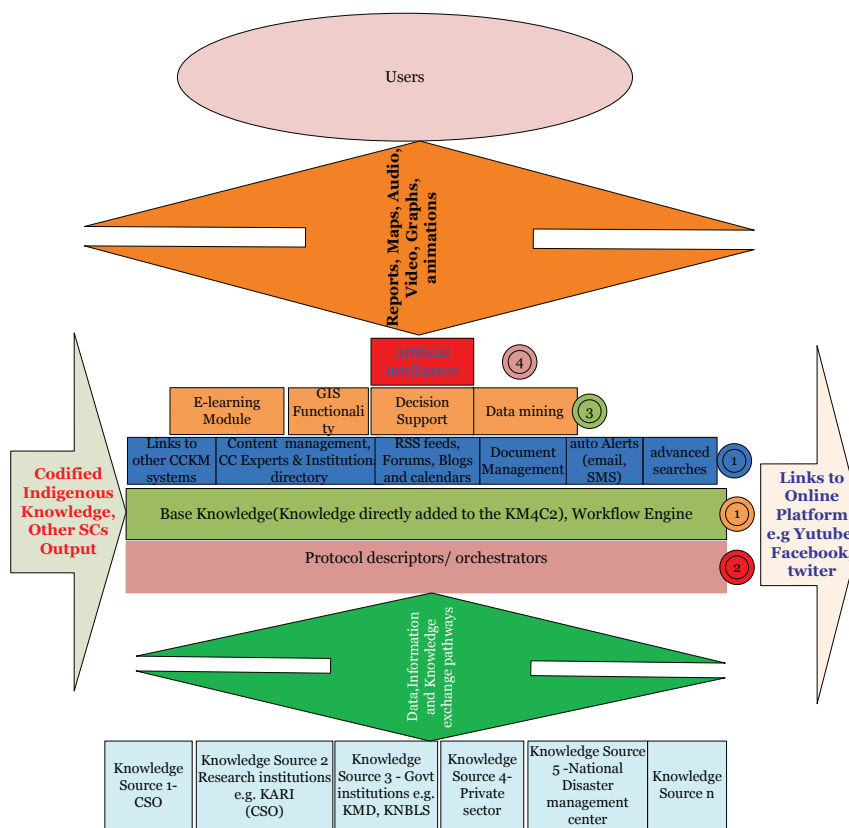 Users
Reports, Maps, Audio,
Video, Graphs,
animations
Artificial
Intelligence
4
E-learning
Module
GIS
Functionali
ty
Decision
Support
Data mining
3
Links to
other CCKM
systems
Content management,
CC Experts & Institutions
directory
RSS feeds,
Forums, Blogs
and calendars
Document
Management
auto Alerts
(email,
SMS)
advanced
searches
1
Base Knowledge(Knowledge directly added to the KM4C2), Workflow Engine
1
Protocol descriptors/ orchestrators
2
Codified
Indigenous
Knowledge,
Other SCs
Output
Links to
Online
Platform
e.g Yutube,
Facebook,
twiter
Data,Information
and Knowledge
exchange pathways
Knowledge
Source 1-
CSO
Knowledge Source 2
Research institutions
e.g. KARI
(CSO)
Knowledge
Source 3 - Govt
institutions e.g.
KMD, KNBLS
Knowledge
Source 4-
Private
sector
Knowledge Source
5 -National
Disaster
management
center
Knowledge
Source n